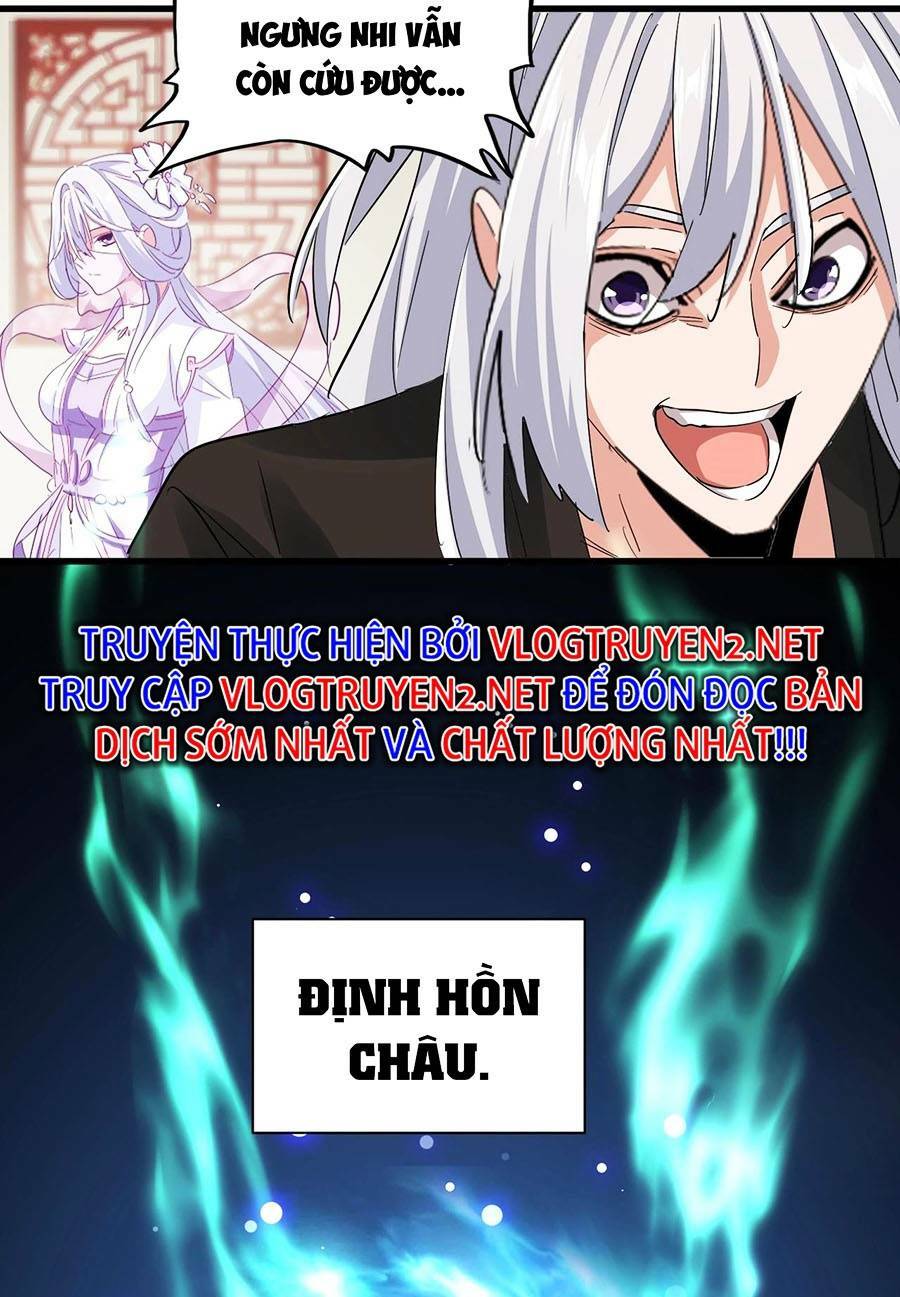 NGƯNG NHI VẪN
CÒN CỨU ĐƯỢC...
TRUYỆN THỰC HIỆN BỞI VLOGTRUYEN2.NET
TRUY CẬP VLOGTRUYEN2.NET ĐỂ ĐÓN ĐỌC BẢN
DỊCH SỚM NHẤT VÀ CHẤT LƯỢNG NHẤT!!!
ĐỊNH HỒN
CHÂU.